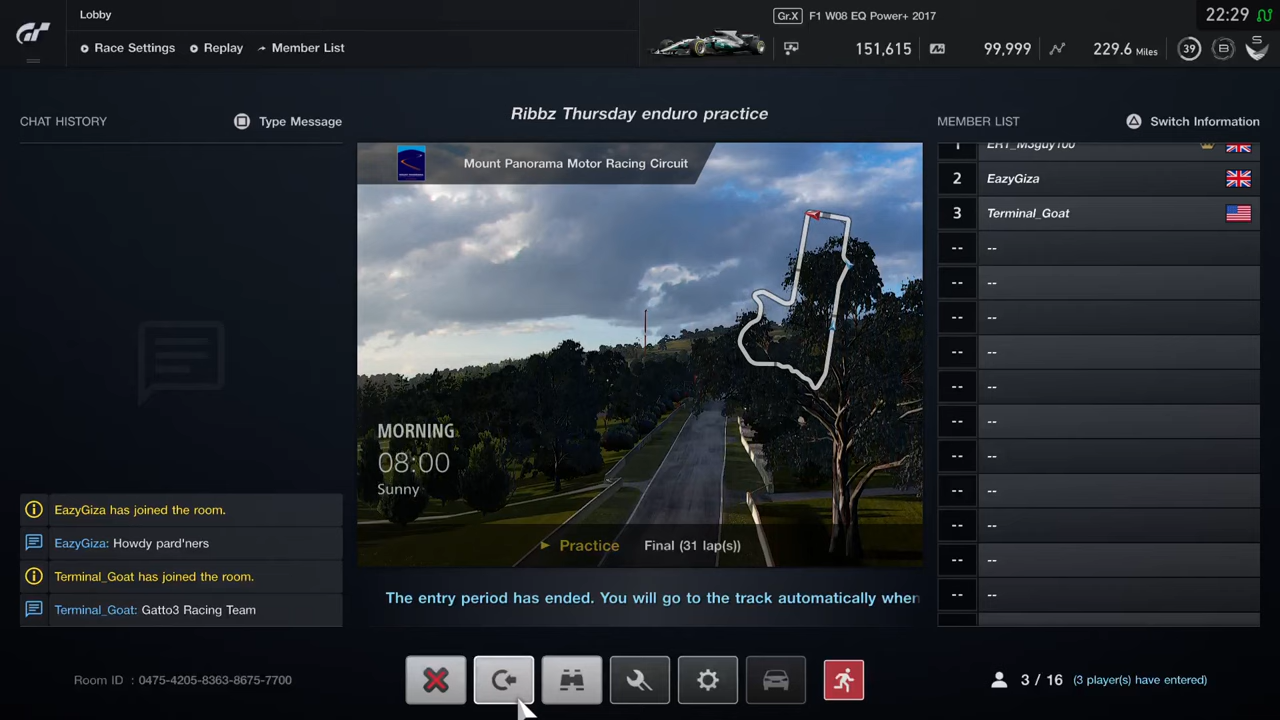 Lobby
Gr.X F1 W08 EQ Power+ 2017
22:29
Race Settings Replay Member List
151,615 99,999 229.6 Miles 39 B S
CHAT HISTORY
Type Message
Ribbz Thursday enduro practice
MEMBER LIST
Switch Information
Mount Panorama Motor Racing Circuit
1 ER1_M3guy100
2 EazyGiza
3 Terminal_Goat
-- --
-- --
-- --
-- --
-- --
-- --
-- --
-- --
-- --
-- --
-- --
MORNING
08:00
Sunny
Practice Final (31 lap(s))
EazyGiza has joined the room.
EazyGiza: Howdy pard'ners
Terminal_Goat has joined the room.
Terminal_Goat: Gatto3 Racing Team
The entry period has ended. You will go to the track automatically when
Room ID : 0475-4205-8363-8675-7700
3 / 16 (3 player(s) have entered)